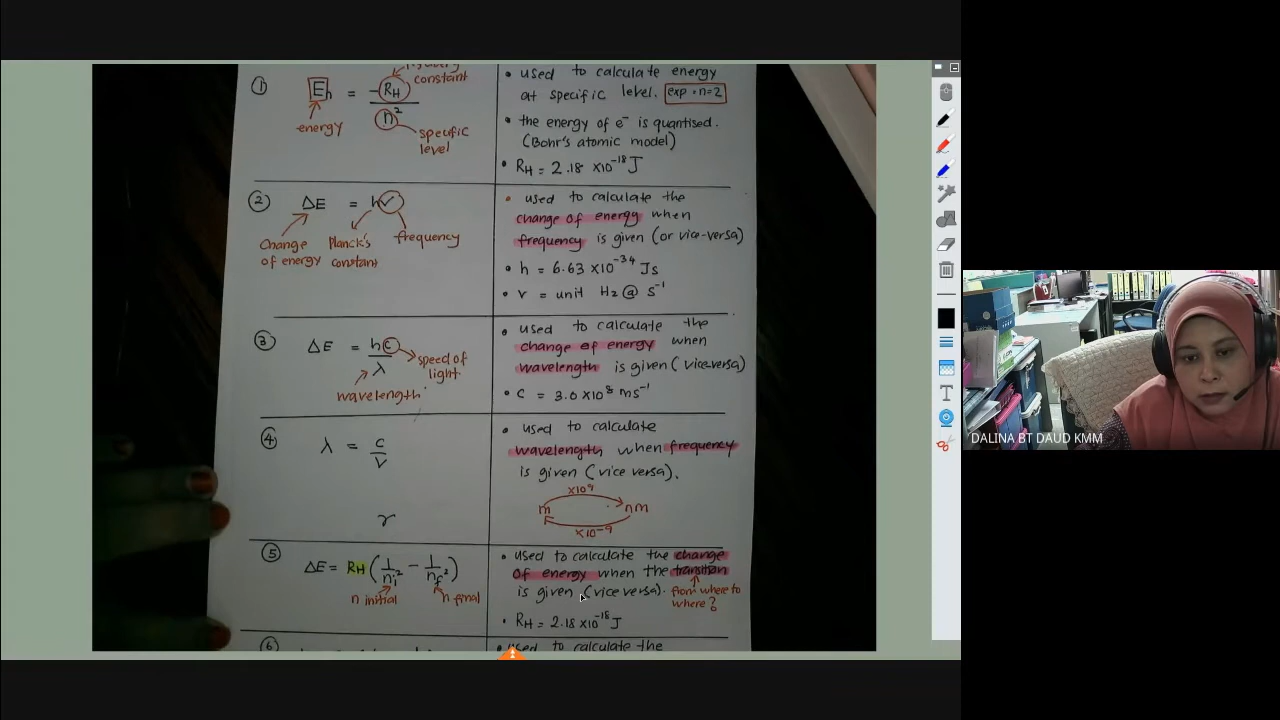 constant
① En = -RH
n²
energy
specific
level
• used to calculate energy
at specific level. exp = n=2
• the energy of e⁻ is quantised.
(Bohr's atomic model)
• RH = 2.18 x10⁻¹⁸ J
② ΔE = hν
Change
of energy
Planck's
constant
frequency
• used to calculate the
change of energy when
frequency is given (or vice-versa)
• h = 6.63 x10⁻³⁴ Js
• ν = unit Hz @ s⁻¹
③ ΔE = hc
λ
speed of
light
wavelength
• used to calculate the
change of energy when
wavelength is given (vice versa)
• c = 3.0 x10⁸ ms⁻¹
④ λ = c
ν
r
• used to calculate
wavelength when frequency
is given (vice versa).
x10⁹
m nm
x10⁻⁹
⑤ ΔE = RH (1/ni² - 1/nf²)
n initial n final
• used to calculate the change
of energy when the transition
is given (vice versa). from where to
where?
• RH = 2.18 x10⁻¹⁸ J
⑥
• used to calculate the
T
DALINA BT DAUD KMM